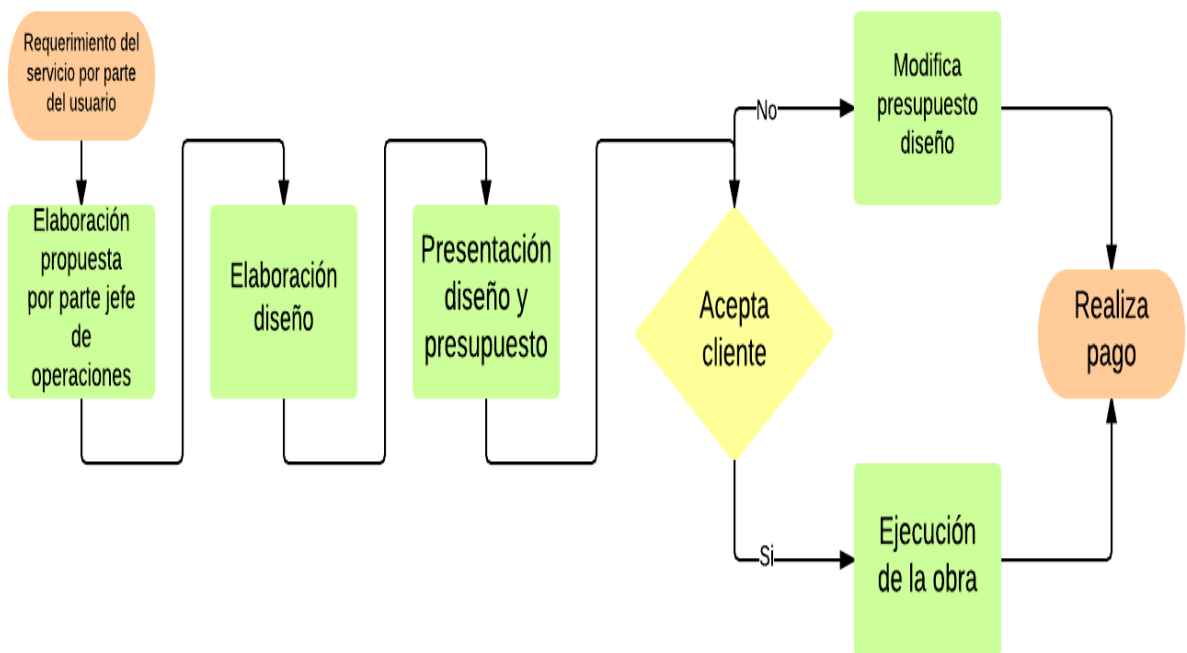 Requerimiento del
servicio por parte
del usuario
Elaboración
propuesta
por parte jefe
de
operaciones
Elaboración
diseño
Presentación
diseño y
presupuesto
Acepta
cliente
No
Modifica
presupuesto
diseño
Si
Ejecución
de la obra
Realiza
pago